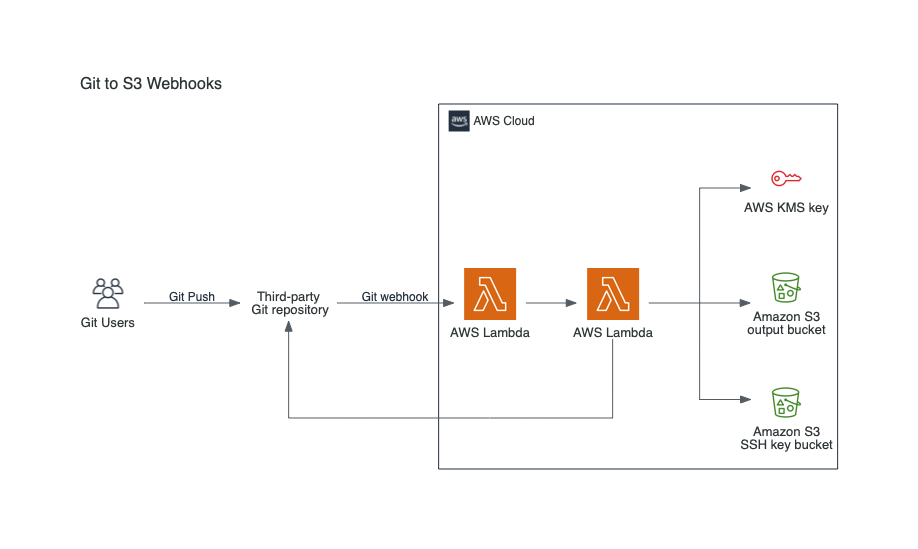 Git to S3 Webhooks
aws
AWS Cloud
AWS KMS key
Git Users
Git Push
Third-party
Git repository
Git webhook
AWS Lambda
AWS Lambda
Amazon S3
output bucket
Amazon S3
SSH key bucket